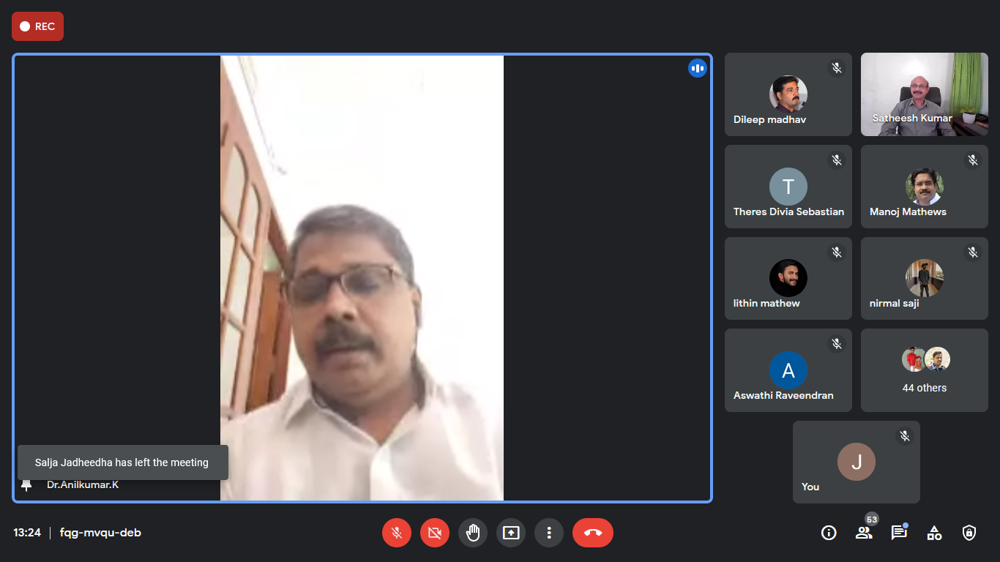 REC
Dileep madhav
Satheesh Kumar
T
Theres Divia Sebastian
Manoj Mathews
lithin mathew
nirmal saji
A
Aswathi Raveendran
44 others
J
You
Salja Jadheedha has left the meeting
Dr.Anilkumar.K
13:24 | fqg-mvqu-deb
53